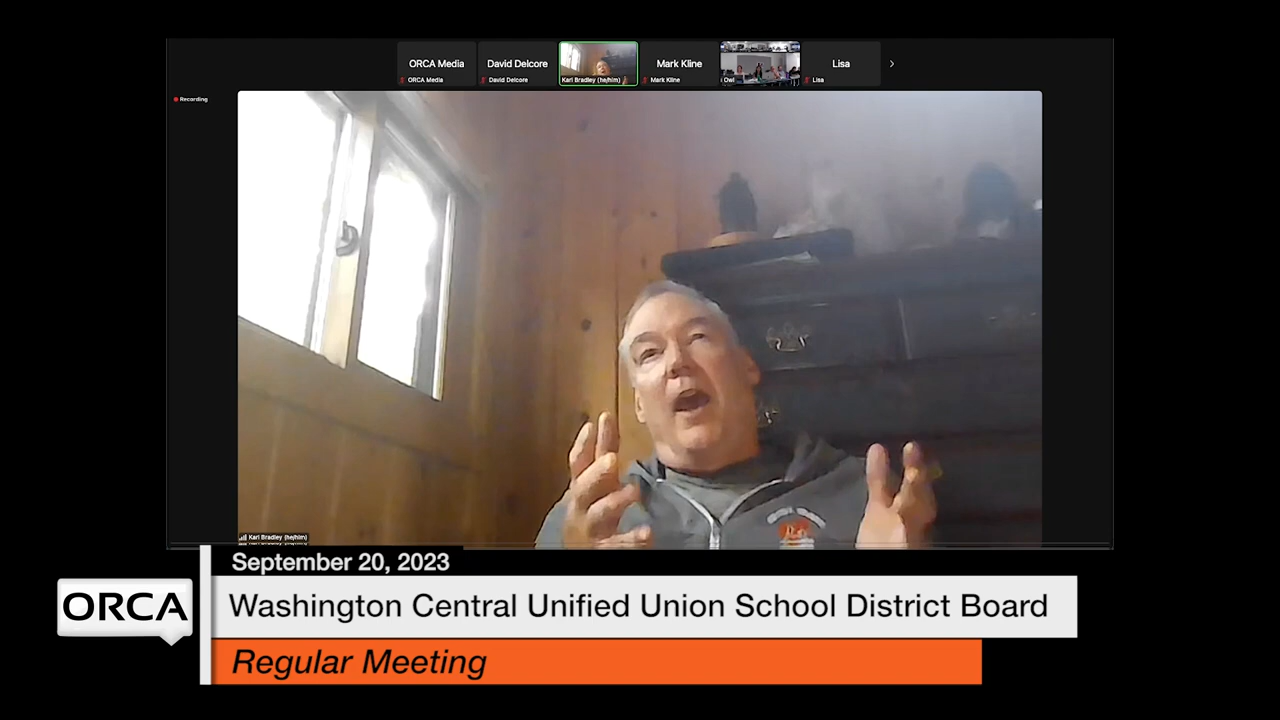 ORCA Media
David Delcore
Mark Kline
Lisa
ORCA Media
David Delcore
Karl Bradley (he/him)
Mark Kline
Owl
Lisa
Recording
Karl Bradley (he/him)
September 20, 2023
ORCA
Washington Central Unified Union School District Board
Regular Meeting